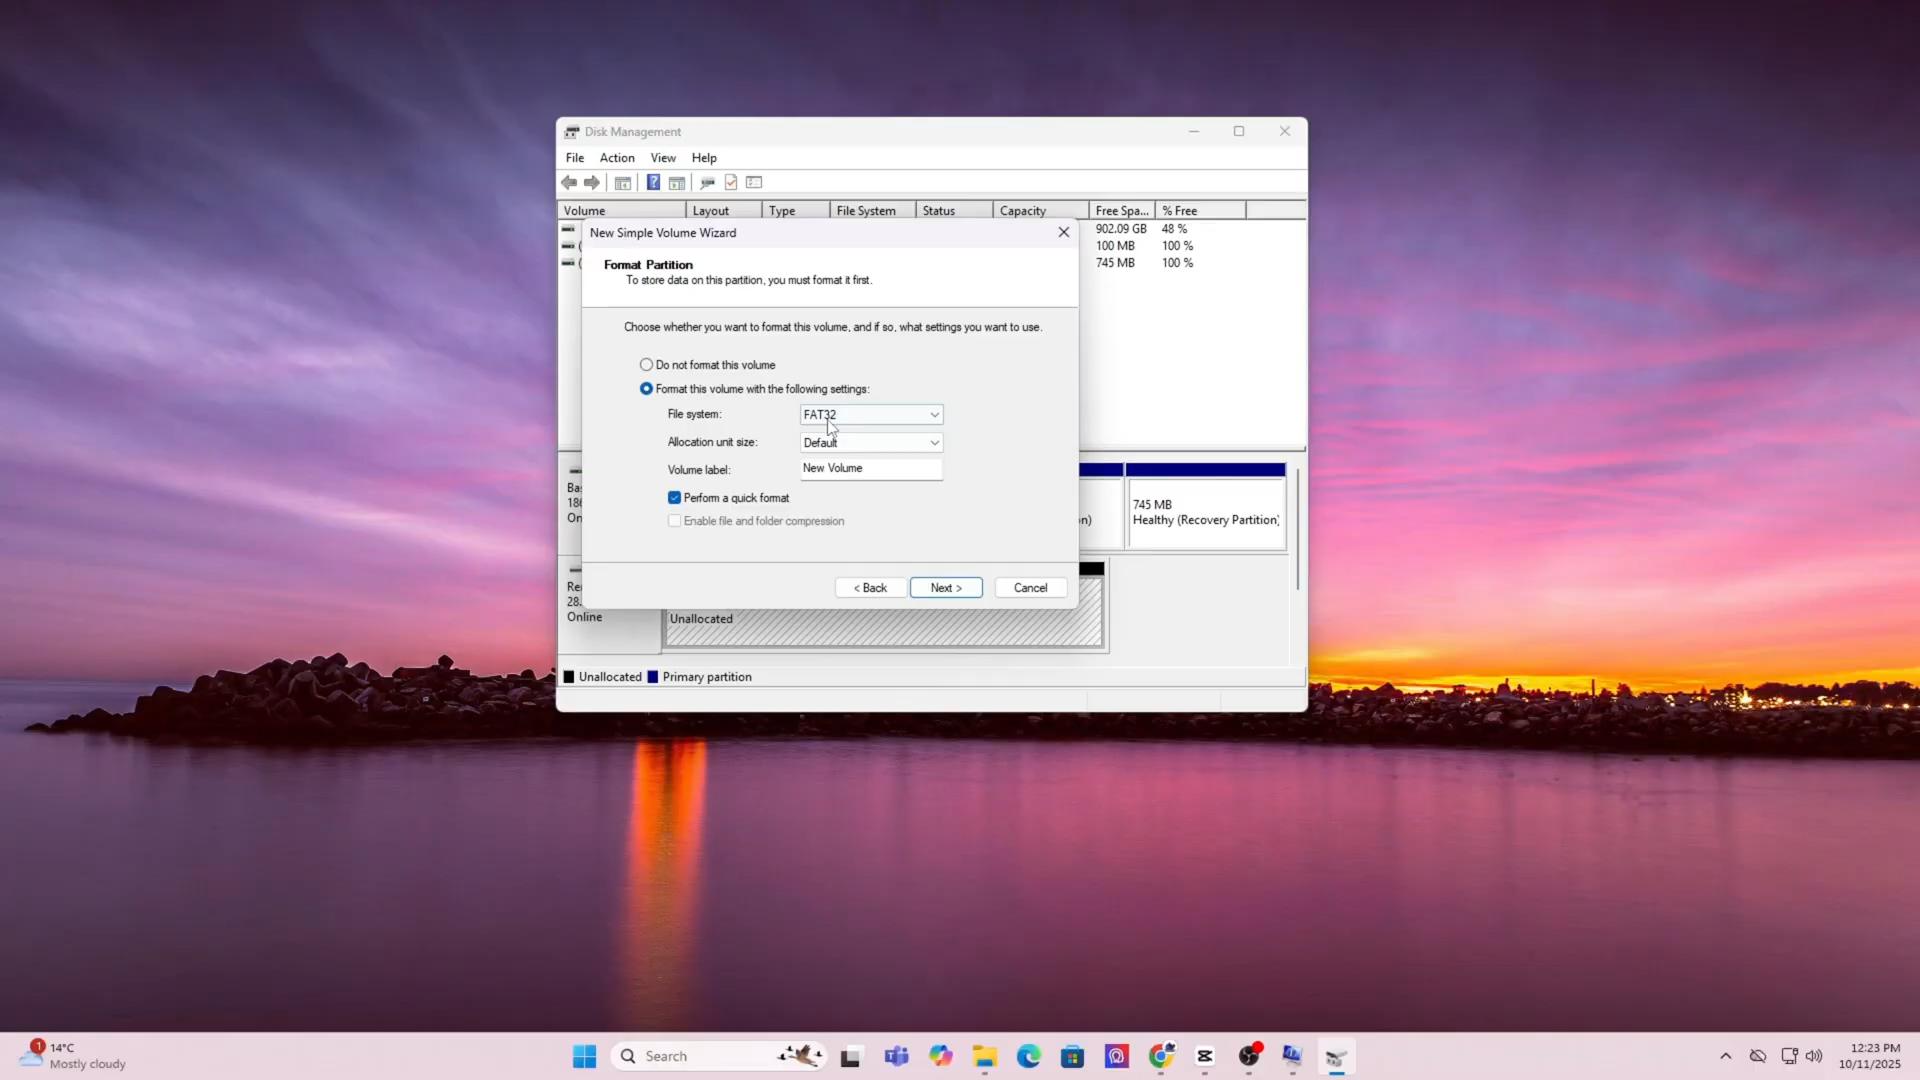 Disk Management
File Action View Help
Volume Layout Type File System Status Capacity Free Spa... % Free
902.09 GB 48 %
100 MB 100 %
745 MB 100 %
New Simple Volume Wizard
Format Partition
To store data on this partition, you must format it first.
Choose whether you want to format this volume, and if so, what settings you want to use.
Do not format this volume
Format this volume with the following settings:
File system: FAT32
Allocation unit size: Default
Volume label: New Volume
Perform a quick format
Enable file and folder compression
< Back Next > Cancel
Bas
186
On
on)
745 MB
Healthy (Recovery Partition)
Re
28.
Online
Unallocated
Unallocated Primary partition
1
14°C
Mostly cloudy
Search
12:23 PM
10/11/2025